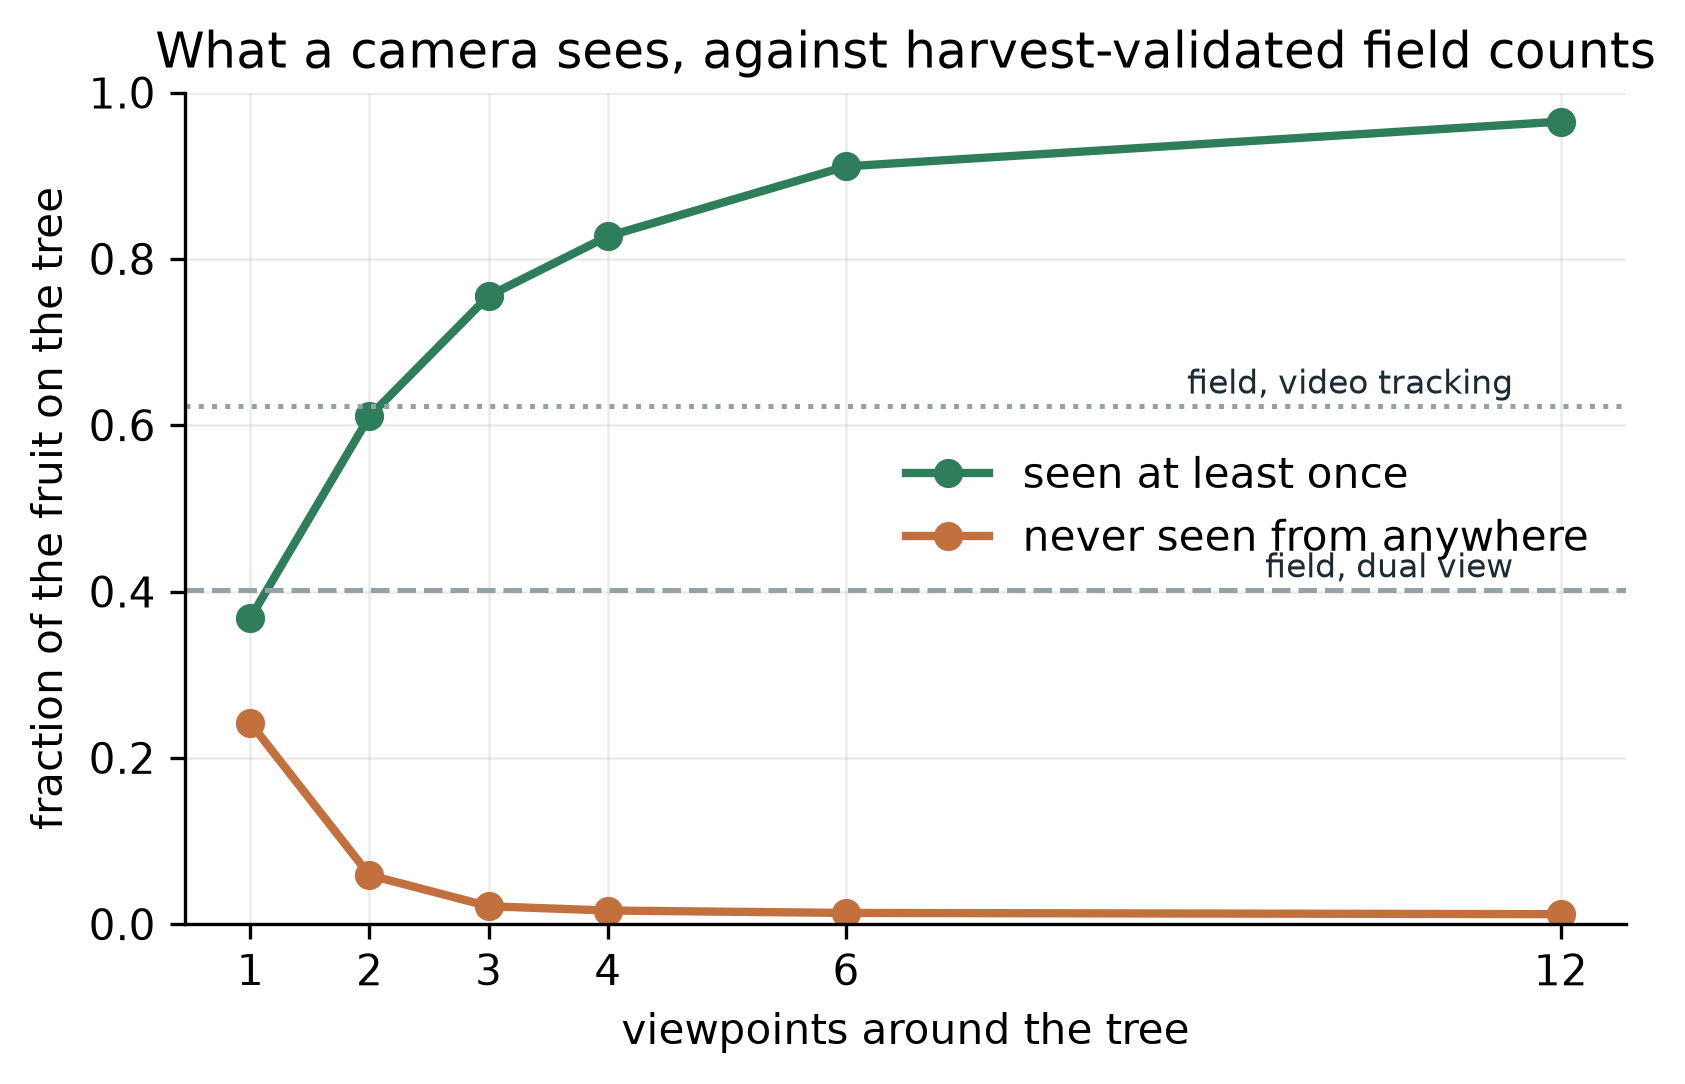 What a camera sees, against harvest-validated field counts
fraction of the fruit on the tree
1.0
0.8
0.6
0.4
0.2
0.0
field, video tracking
seen at least once
never seen from anywhere
field, dual view
1 2 3 4 6 12
viewpoints around the tree